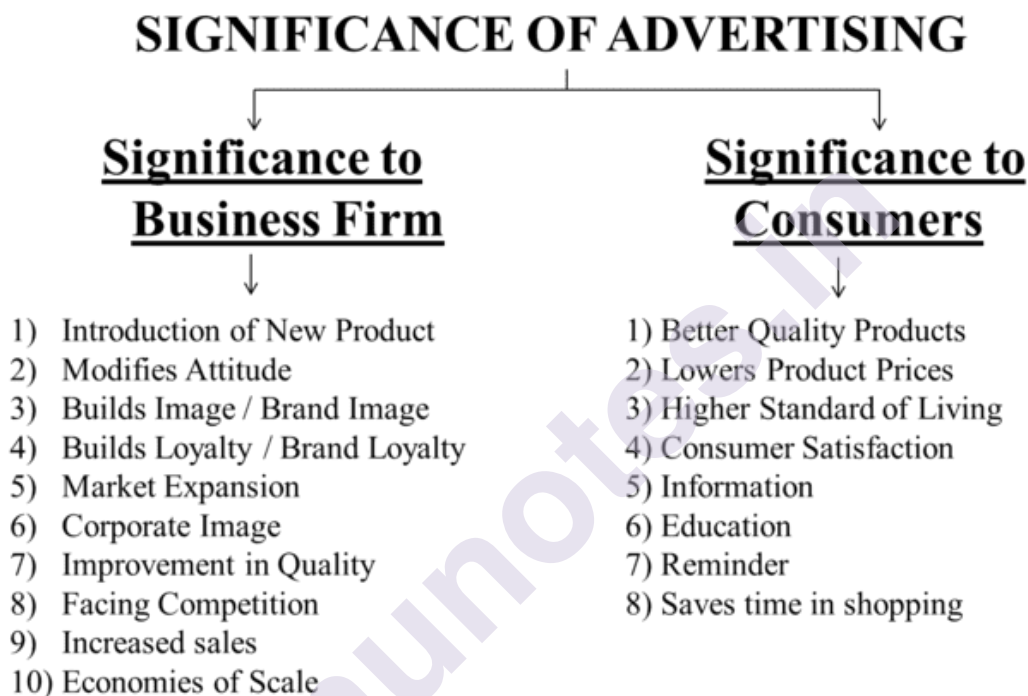 SIGNIFICANCE OF ADVERTISING
Significance to
Business Firm
1) Introduction of New Product
2) Modifies Attitude
3) Builds Image / Brand Image
4) Builds Loyalty / Brand Loyalty
5) Market Expansion
6) Corporate Image
7) Improvement in Quality
8) Facing Competition
9) Increased sales
10) Economies of Scale
Significance to
Consumers
1) Better Quality Products
2) Lowers Product Prices
3) Higher Standard of Living
4) Consumer Satisfaction
5) Information
6) Education
7) Reminder
8) Saves time in shopping
unotes.in